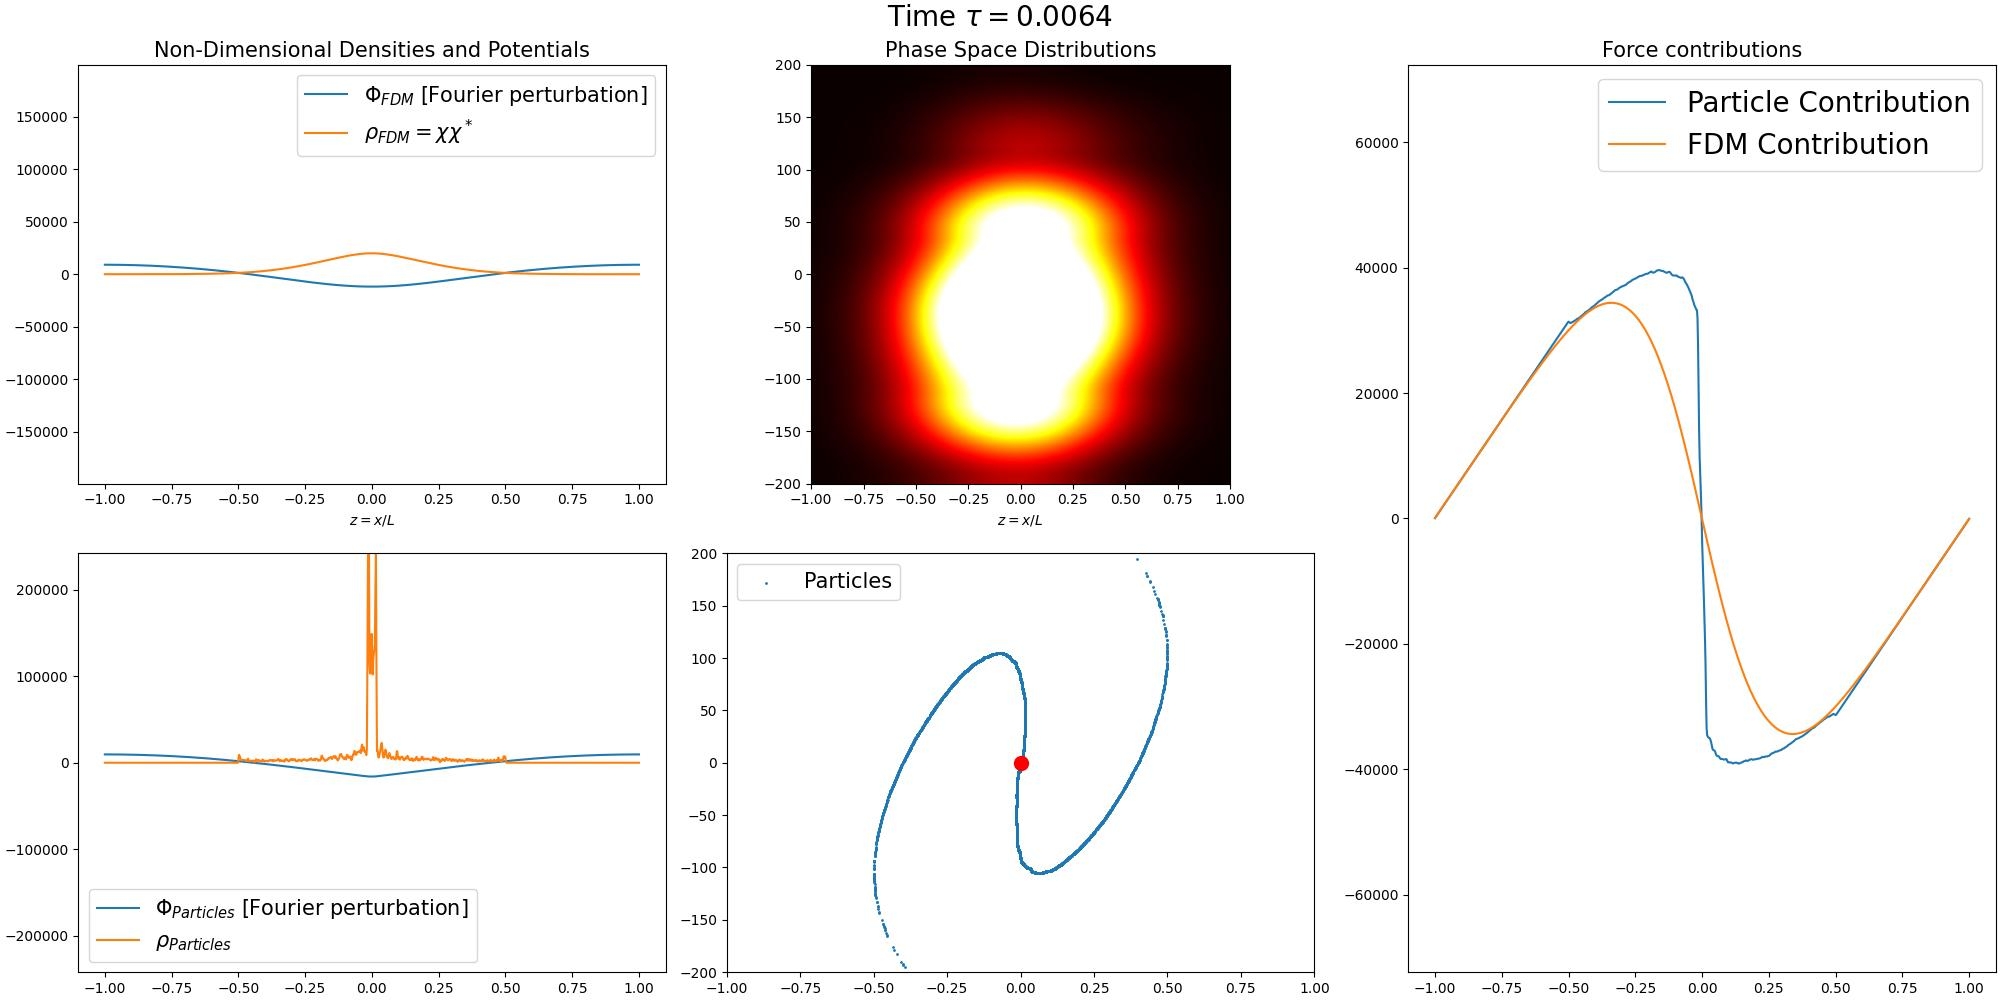 Time τ = 0.0064
Non-Dimensional Densities and Potentials
Φ_FDM [Fourier perturbation]
ρ_FDM = χχ*
150000
100000
50000
0
−50000
−100000
−150000
−1.00 −0.75 −0.50 −0.25 0.00 0.25 0.50 0.75 1.00
z = x/L
Phase Space Distributions
200
150
100
50
0
−50
−100
−150
−200
−1.00 −0.75 −0.50 −0.25 0.00 0.25 0.50 0.75 1.00
z = x/L
Force contributions
Particle Contribution
FDM Contribution
60000
40000
20000
0
−20000
−40000
−60000
−1.00 −0.75 −0.50 −0.25 0.00 0.25 0.50 0.75 1.00
200000
100000
0
−100000
−200000
Φ_Particles [Fourier perturbation]
ρ_Particles
−1.00 −0.75 −0.50 −0.25 0.00 0.25 0.50 0.75 1.00
Particles
200
150
100
50
0
−50
−100
−150
−200
−1.00 −0.75 −0.50 −0.25 0.00 0.25 0.50 0.75 1.00